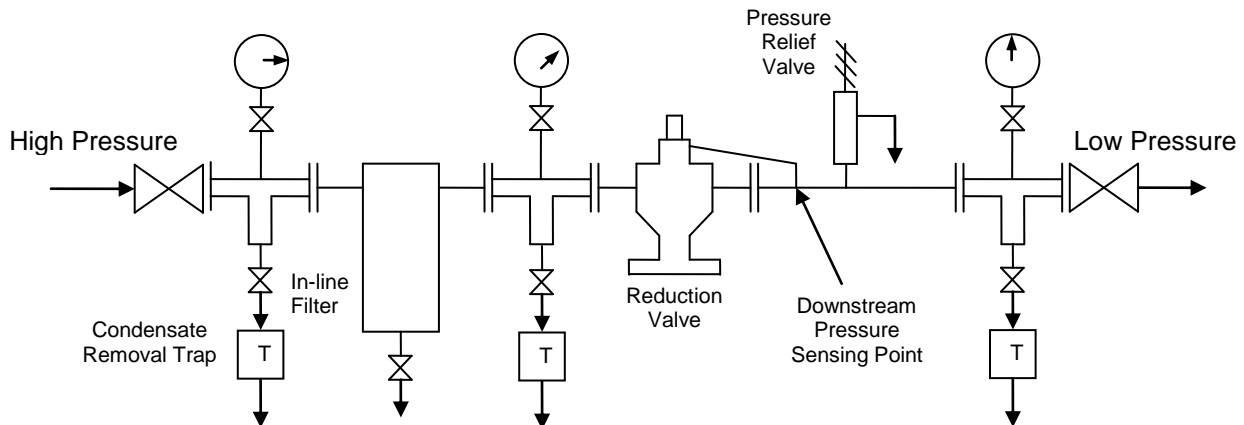 Pressure
Relief
Valve
High Pressure
Low Pressure
In-line
Filter
Reduction
Valve
Downstream
Pressure
Sensing Point
Condensate
Removal Trap
T
T
T